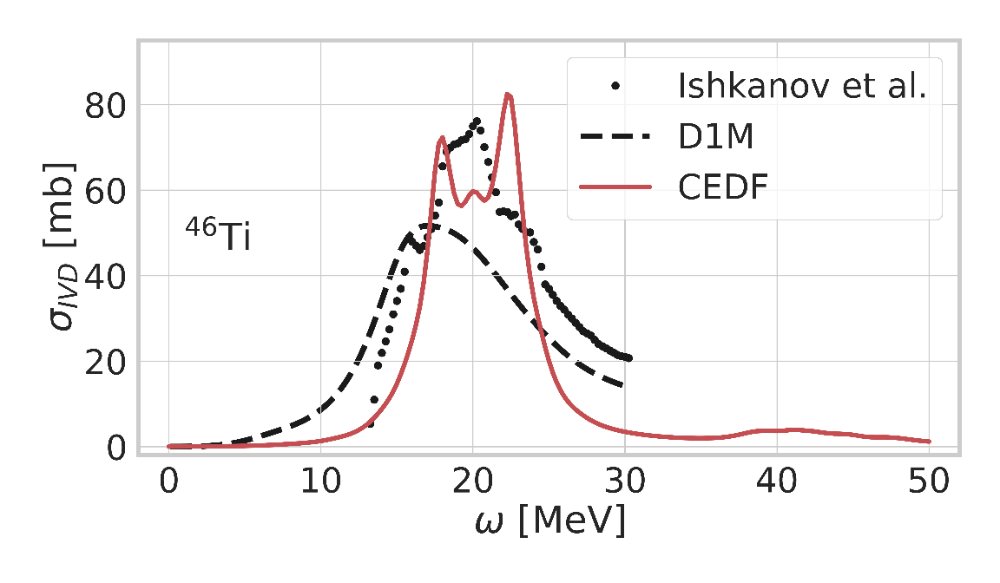 Ishkanov et al.
D1M
CEDF
⁴⁶Ti
σ_IVD [mb]
80
60
40
20
0
0 10 20 30 40 50
ω [MeV]